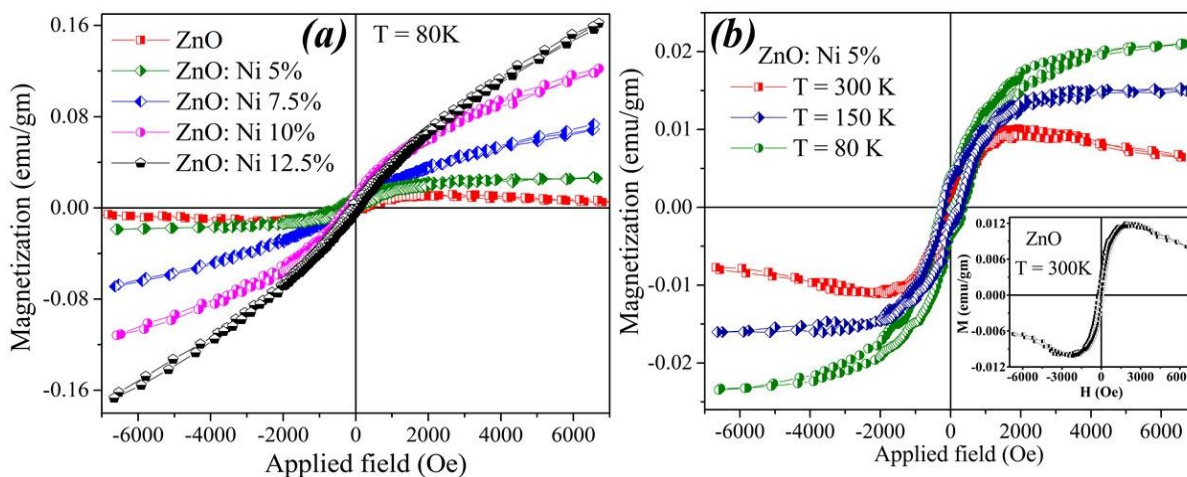 (a)
T = 80K
ZnO
ZnO: Ni 5%
ZnO: Ni 7.5%
ZnO: Ni 10%
ZnO: Ni 12.5%
Magnetization (emu/gm)
0.16
0.08
0.00
-0.08
-0.16
-6000 -4000 -2000 0 2000 4000 6000
Applied field (Oe)
(b)
ZnO: Ni 5%
T = 300 K
T = 150 K
T = 80 K
Magnetization (emu/gm)
0.02
0.01
0.00
-0.01
-0.02
-6000 -4000 -2000 0 2000 4000 6000
Applied field (Oe)
ZnO
T = 300K
M (emu/gm)
0.012
0.006
0.000
-0.006
-0.012
-6000 -3000 0 3000 6000
H (Oe)